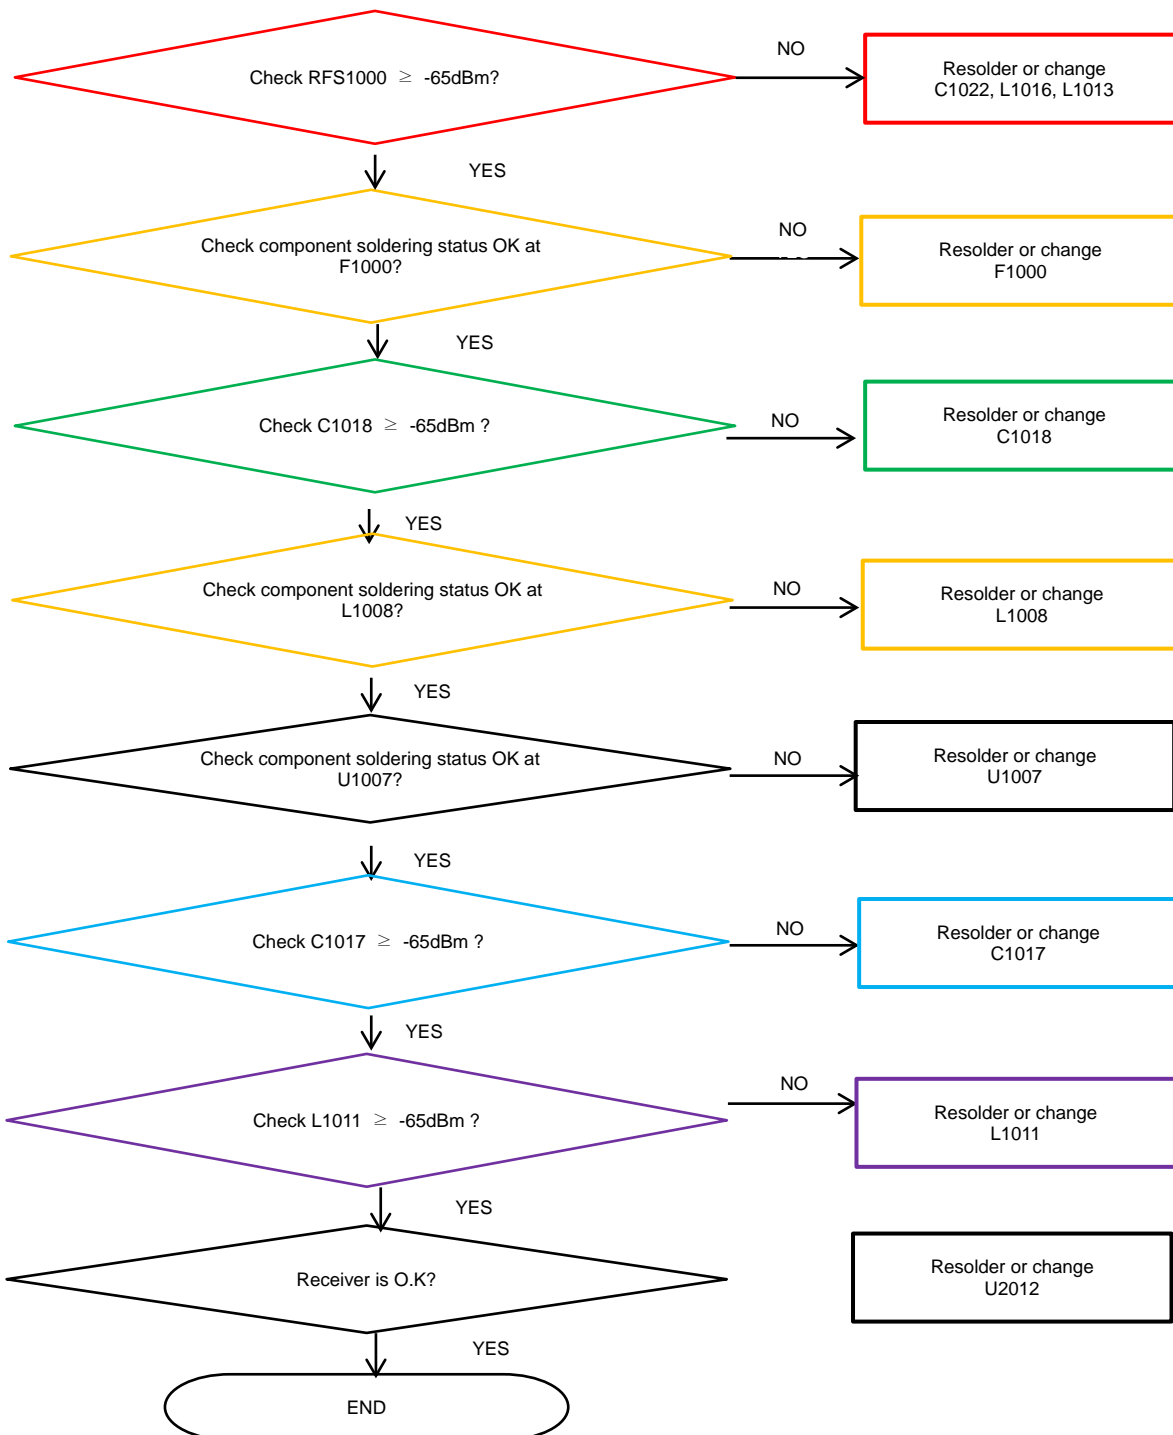 Check RFS1000 ≥ -65dBm?
NO
Resolder or change
C1022, L1016, L1013
YES
Check component soldering status OK at
F1000?
NO
Resolder or change
F1000
YES
Check C1018 ≥ -65dBm ?
NO
Resolder or change
C1018
YES
Check component soldering status OK at
L1008?
NO
Resolder or change
L1008
YES
Check component soldering status OK at
U1007?
NO
Resolder or change
U1007
YES
Check C1017 ≥ -65dBm ?
NO
Resolder or change
C1017
YES
Check L1011 ≥ -65dBm ?
NO
Resolder or change
L1011
YES
Receiver is O.K?
Resolder or change
U2012
YES
END